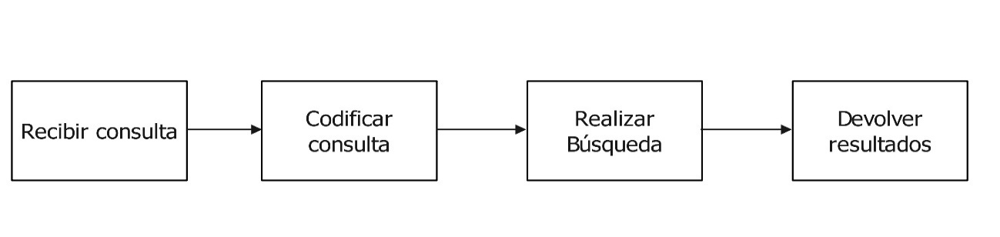 Recibir consulta
Codificar
consulta
Realizar
Búsqueda
Devolver
resultados